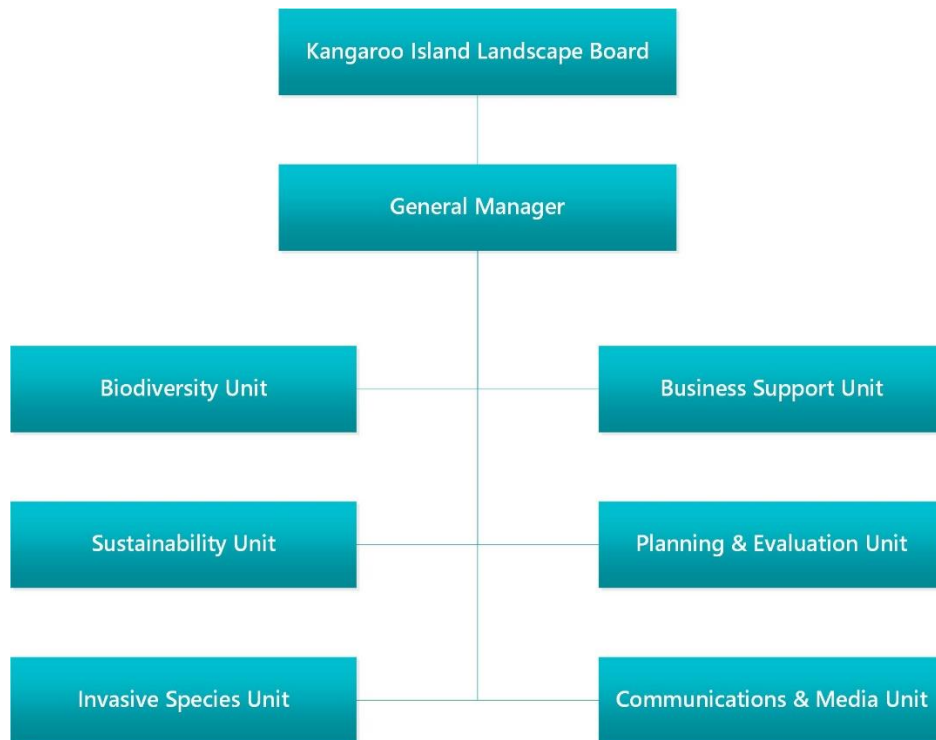 Kangaroo Island Landscape Board
General Manager
Biodiversity Unit
Business Support Unit
Sustainability Unit
Planning & Evaluation Unit
Invasive Species Unit
Communications & Media Unit